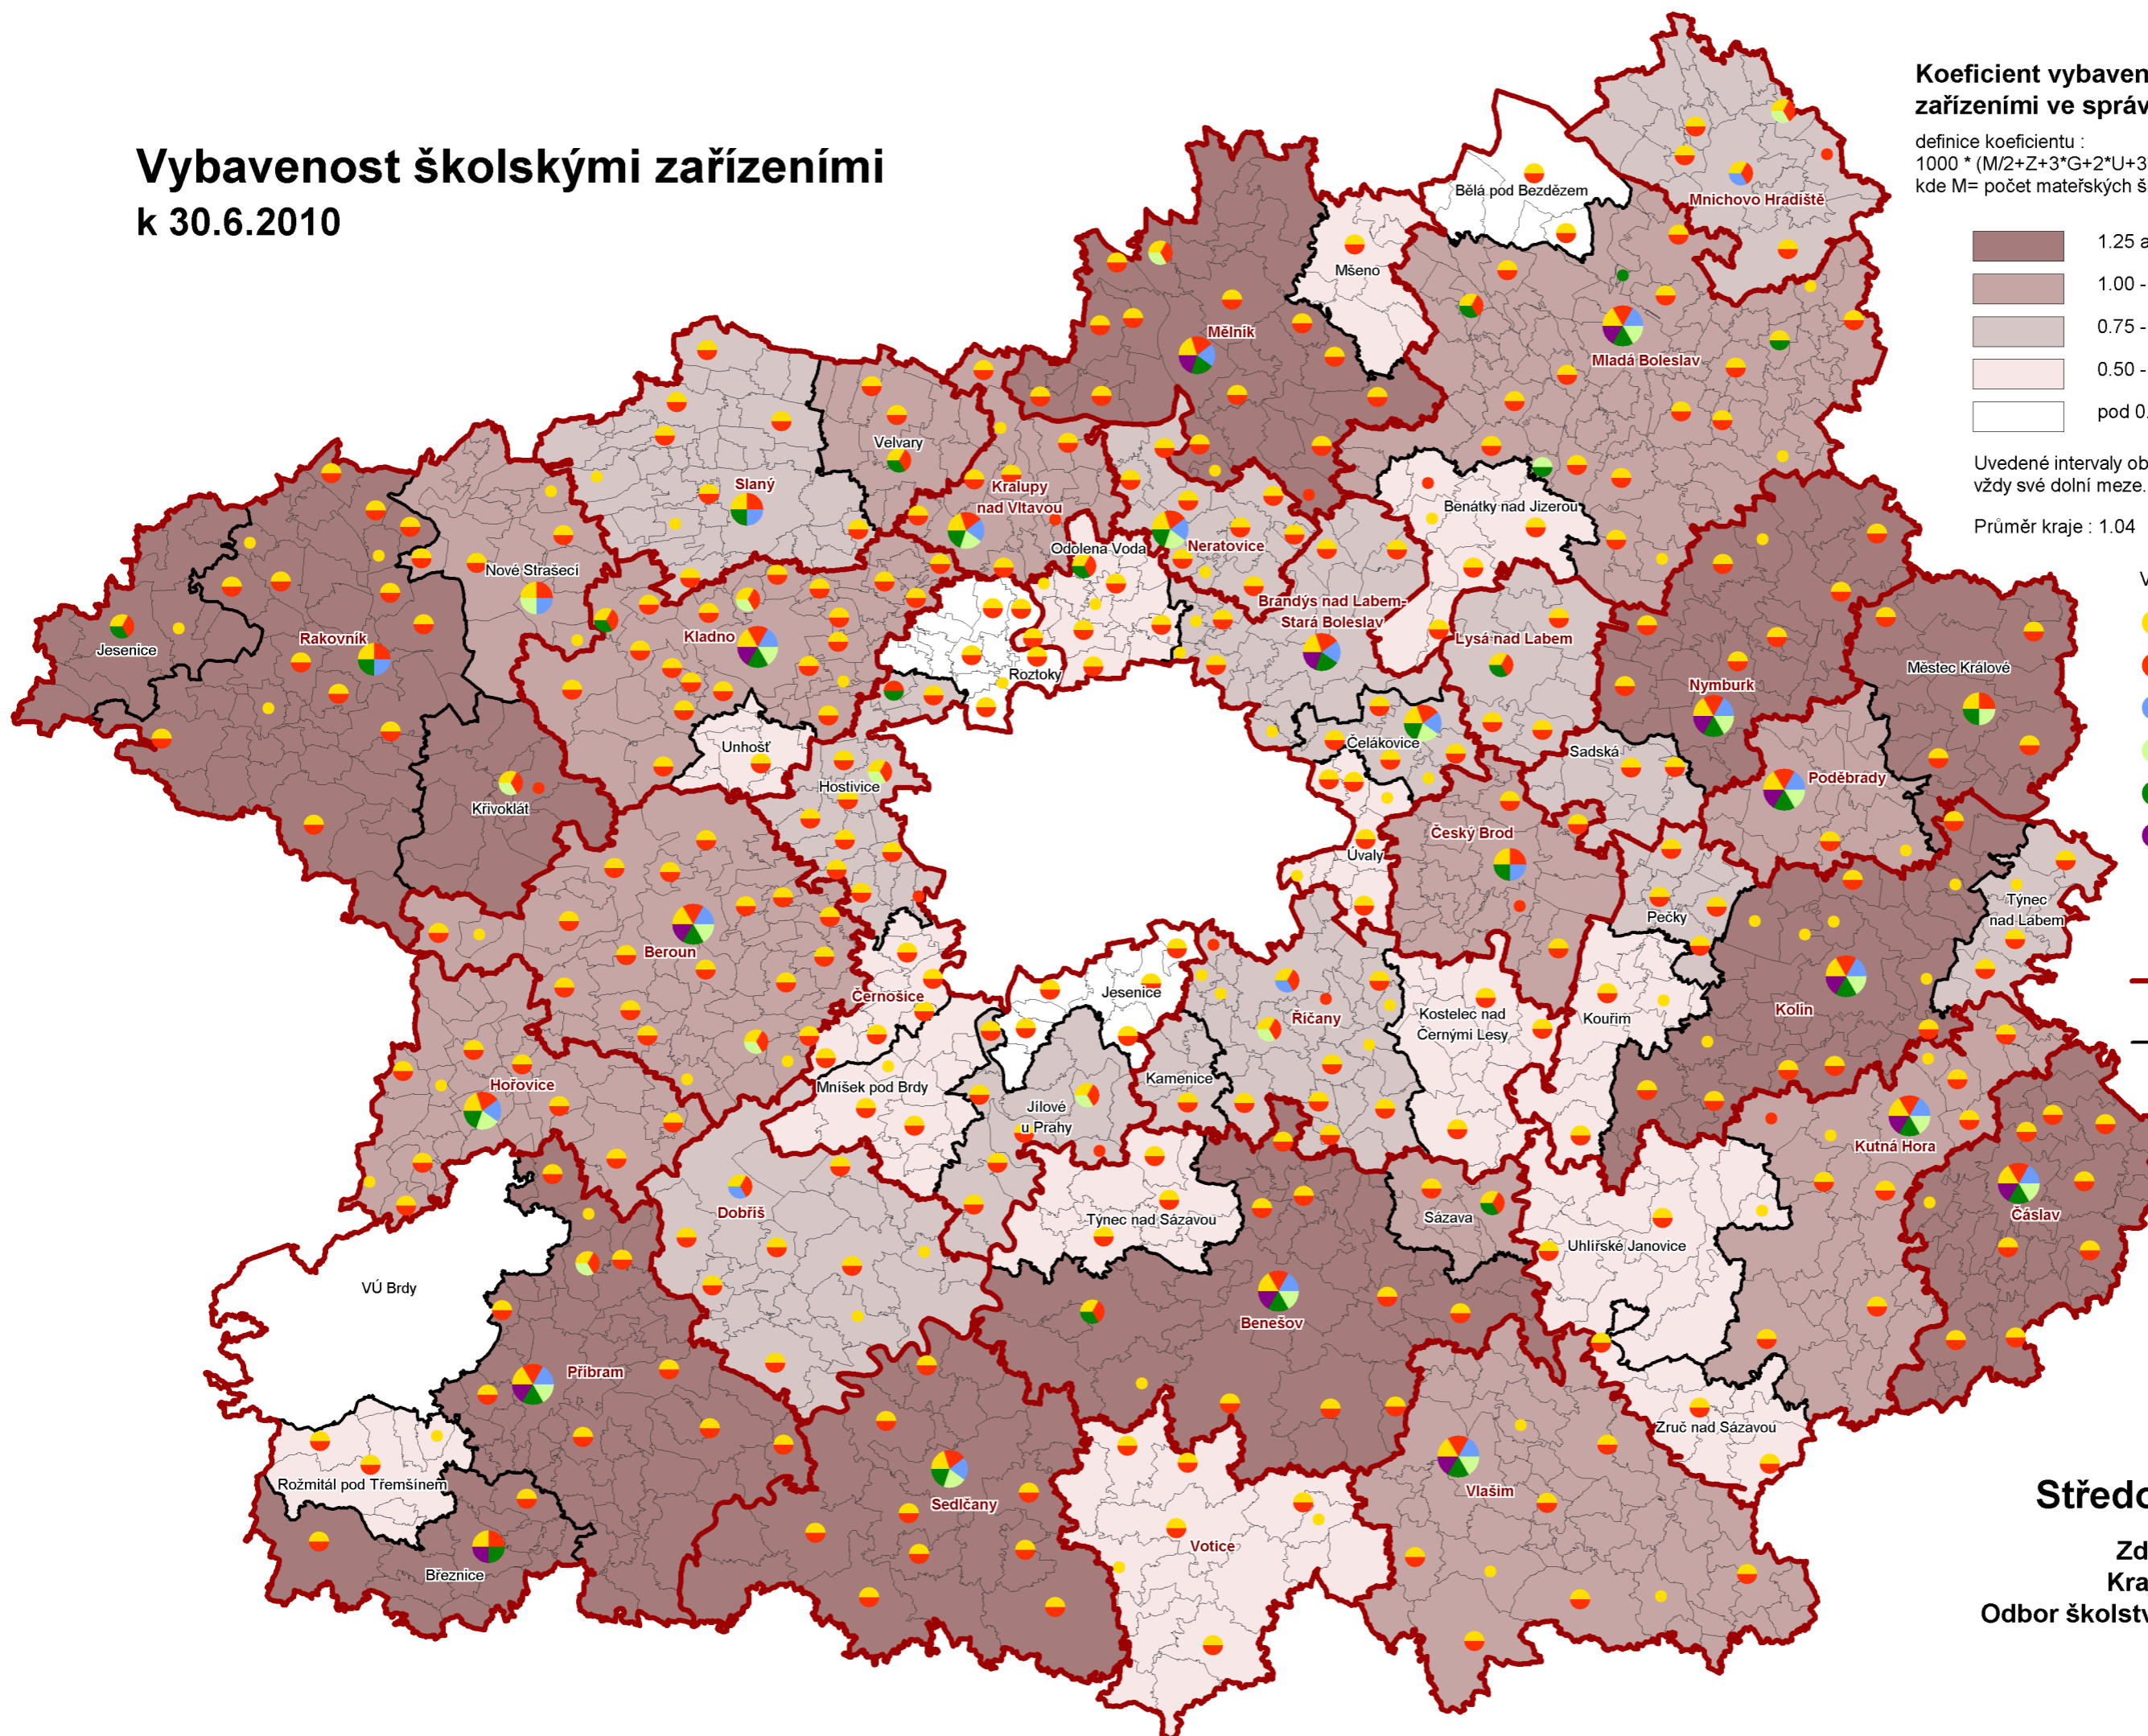 Vybavenost školskými zařízeními
k 30.6.2010
Koeficient vybaven
zařízeními ve správ
definice koeficientu :
1000 * (M/2+Z+3*G+2*U+3
kde M= počet mateřských š
1.25 a
1.00 -
0.75 -
0.50 -
pod 0.
Uvedené intervaly ob
vždy své dolní meze.
Průměr kraje : 1.04
V
Bělá pod Bezdězem
Mnichovo Hradiště
Mšeno
Mělník
Mladá Boleslav
Velvary
Slaný
Kralupy
nad Vltavou
Benátky nad Jizerou
Odolena Voda
Neratovice
Nové Strašecí
Brandýs nad Labem-
Stará Boleslav
Rakovník
Jesenice
Kladno
Lysá nad Labem
Roztoky
Městec Králové
Nymburk
Unhošť
Čelákovice
Sadská
Hostivice
Poděbrady
Křivoklát
Český Brod
Úvaly
Pečky
Týnec
nad Labem
Beroun
Černošice
Jesenice
Říčany
Kostelec nad
Černými Lesy
Kouřim
Kolín
Hořovice
Mníšek pod Brdy
Kamenice
Jílové
u Prahy
Kutná Hora
Dobříš
Týnec nad Sázavou
Sázava
Čáslav
Uhlířské Janovice
VÚ Brdy
Benešov
Příbram
Zruč nad Sázavou
Rožmitál pod Třemšínem
Sedlčany
Vlašim
Votice
Březnice
Středo
Zd
Kra
Odbor školstv